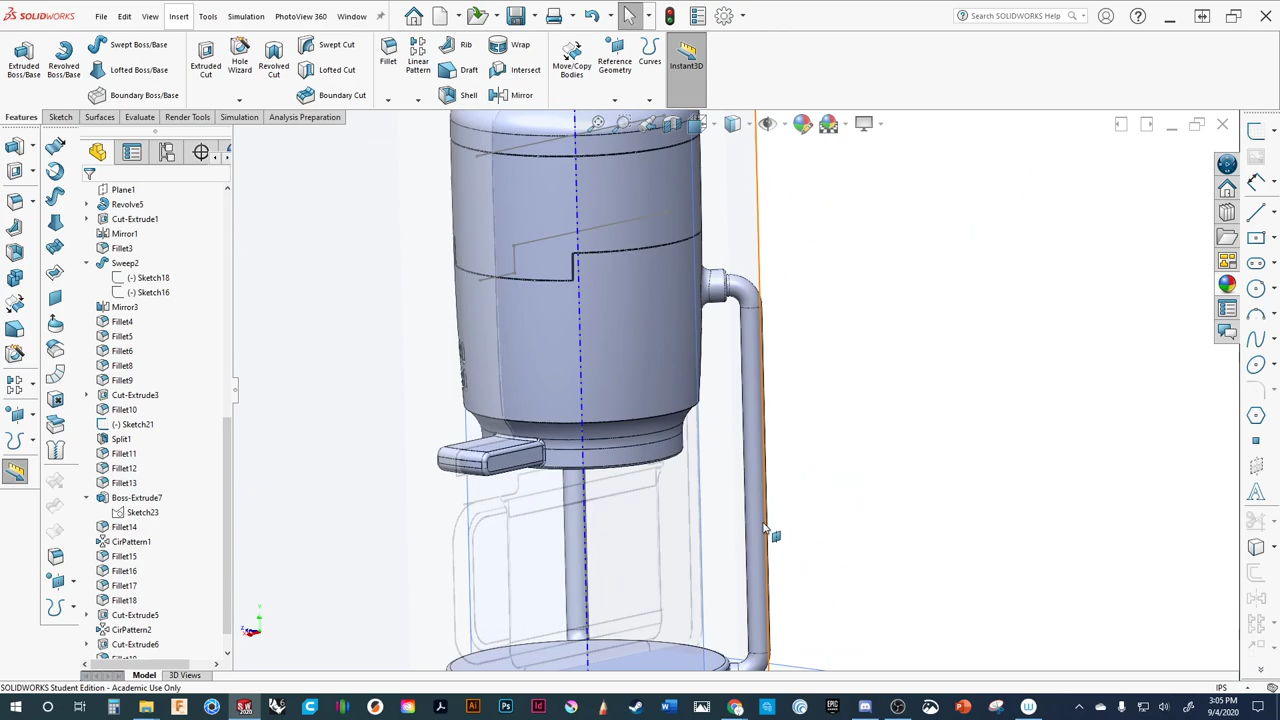 SOLIDWORKS File Edit View Insert Tools Simulation PhotoView 360 Window Search SOLIDWORKS Help
Extruded Boss/Base
Revolved Boss/Base
Swept Boss/Base
Lofted Boss/Base
Boundary Boss/Base
Extruded Cut
Hole Wizard
Revolved Cut
Swept Cut
Lofted Cut
Boundary Cut
Fillet
Linear Pattern
Rib
Draft
Shell
Wrap
Intersect
Mirror
Move/Copy Bodies
Reference Geometry
Curves
Instant3D
Features Sketch Surfaces Evaluate Render Tools Simulation Analysis Preparation
Plane1
Revolve5
Cut-Extrude1
Mirror1
Fillet3
Sweep2
(-) Sketch18
(-) Sketch16
Mirror3
Fillet4
Fillet5
Fillet6
Fillet8
Fillet9
Cut-Extrude3
Fillet10
(-) Sketch21
Split1
Fillet11
Fillet12
Fillet13
Boss-Extrude7
Sketch23
Fillet14
CirPattern1
Fillet15
Fillet16
Fillet17
Fillet18
Cut-Extrude5
CirPattern2
Cut-Extrude6
Model 3D Views
SOLIDWORKS Student Edition - Academic Use Only IPS
3:05 PM
9/4/2020